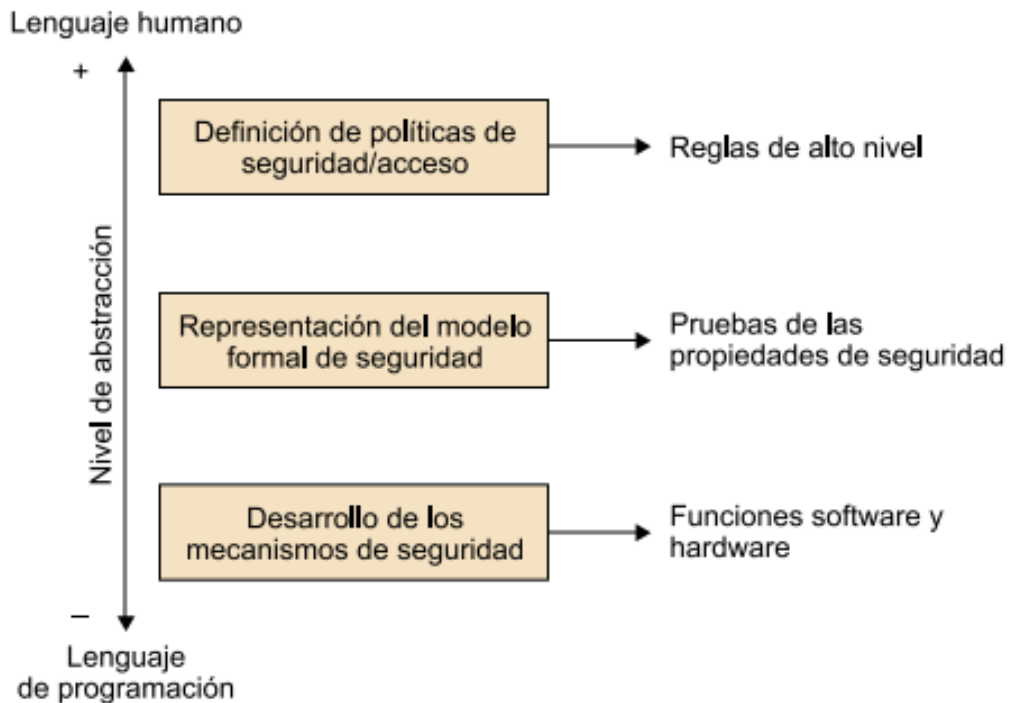 Lenguaje humano
+
Definición de políticas de
seguridad/acceso
Reglas de alto nivel
Nivel de abstracción
Representación del modelo
formal de seguridad
Pruebas de las
propiedades de seguridad
Desarrollo de los
mecanismos de seguridad
Funciones software y
hardware
–
Lenguaje
de programación